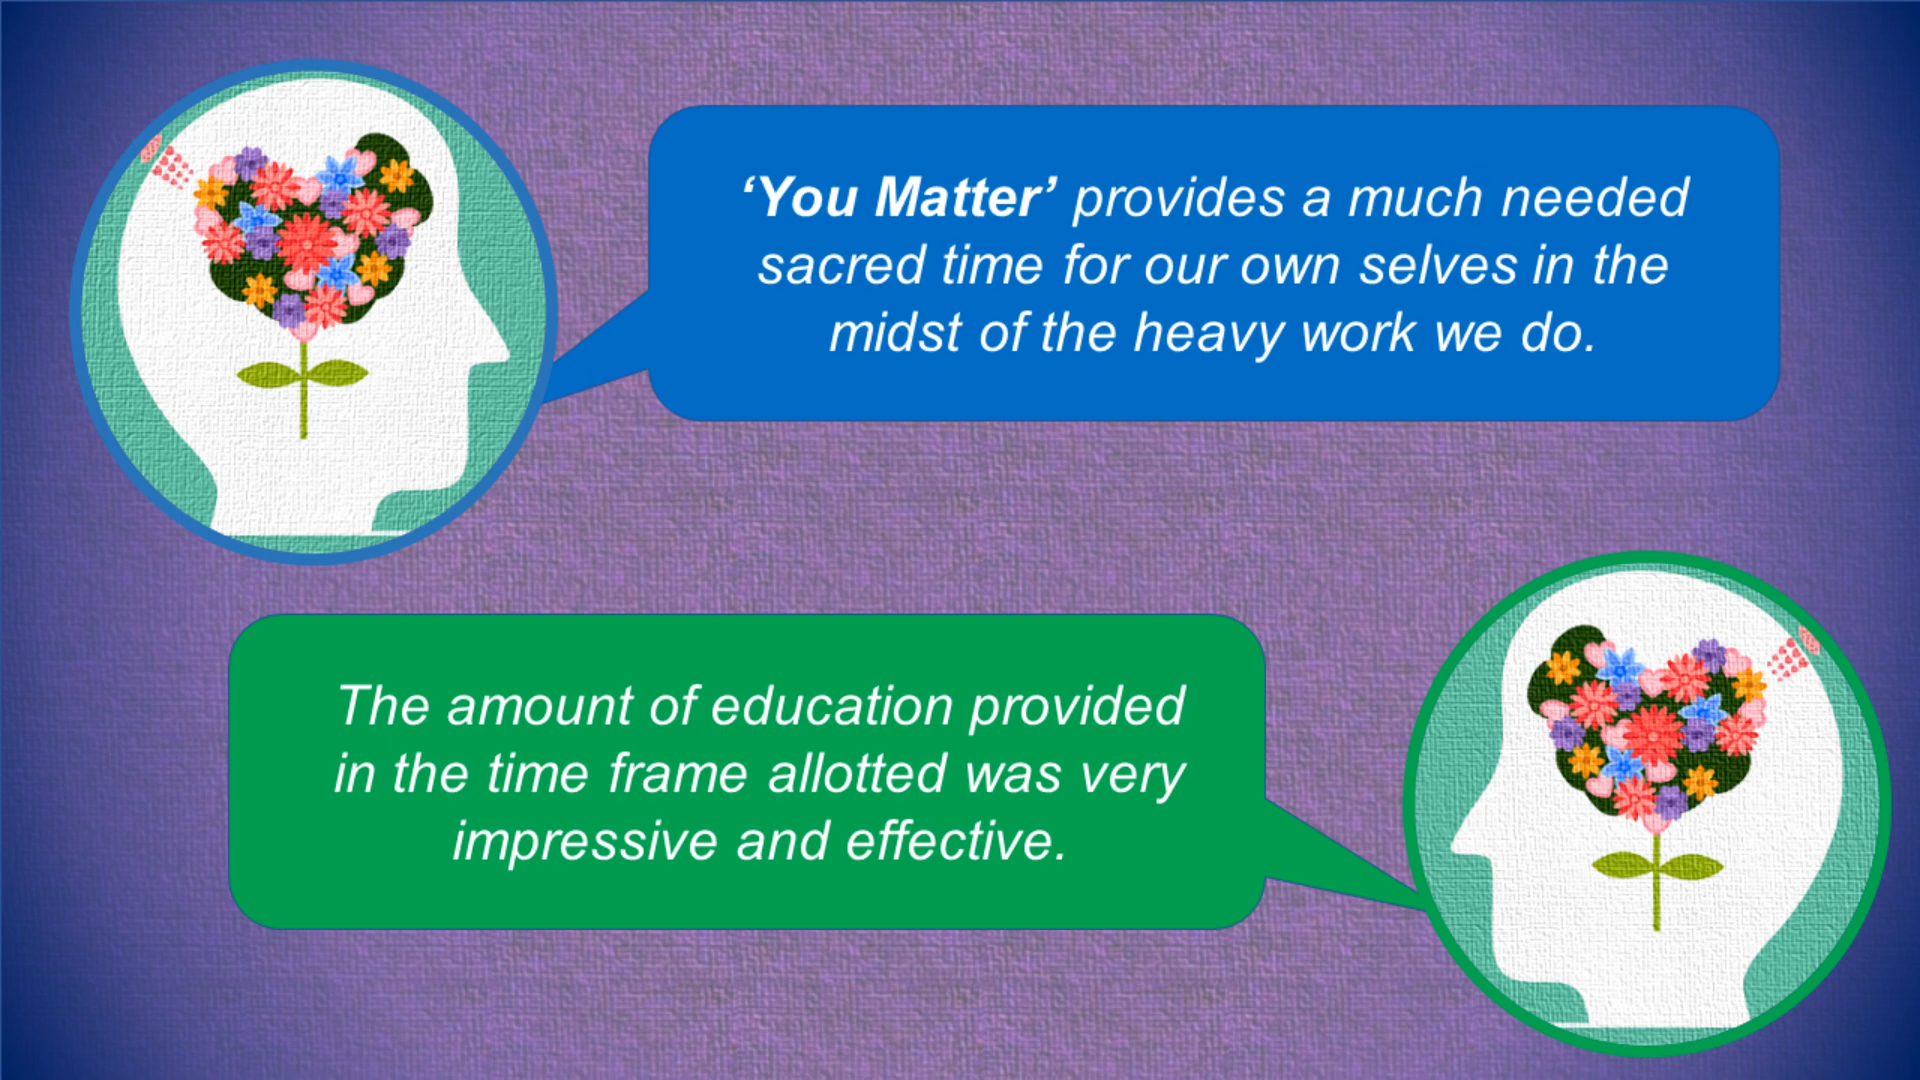 ‘You Matter’ provides a much needed
sacred time for our own selves in the
midst of the heavy work we do.
The amount of education provided
in the time frame allotted was very
impressive and effective.